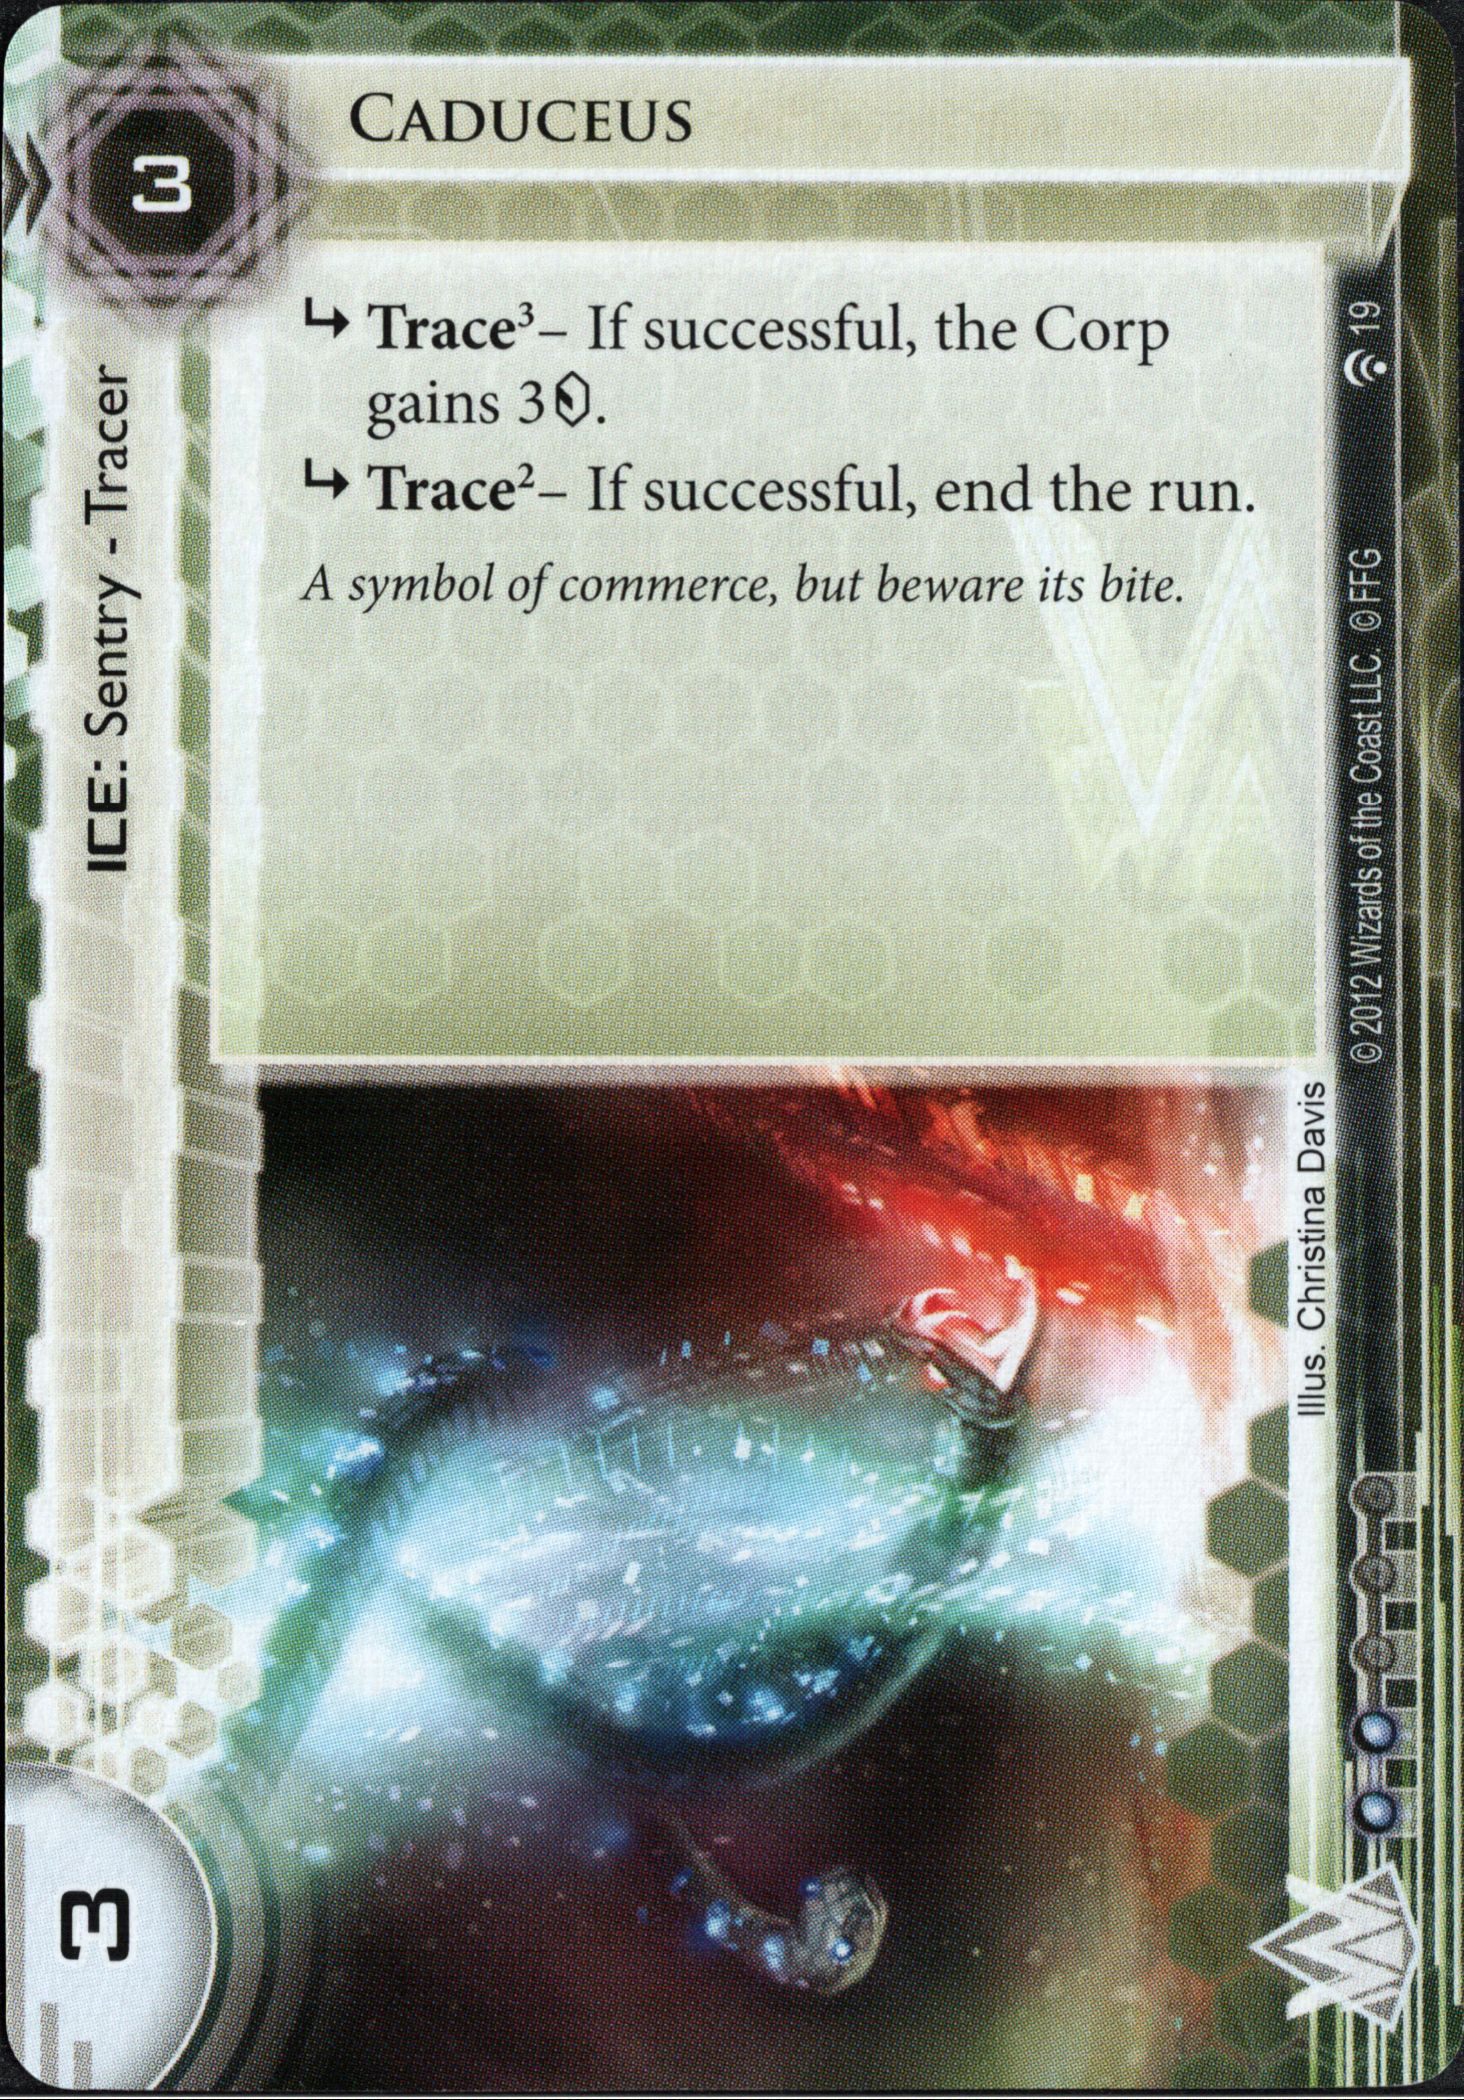 3
CADUCEUS
ICE: Sentry - Tracer
↳ Trace³– If successful, the Corp
gains 3.
↳ Trace²– If successful, end the run.
A symbol of commerce, but beware its bite.
19
© 2012 Wizards of the Coast LLC. © FFG
Illus. Christina Davis
3